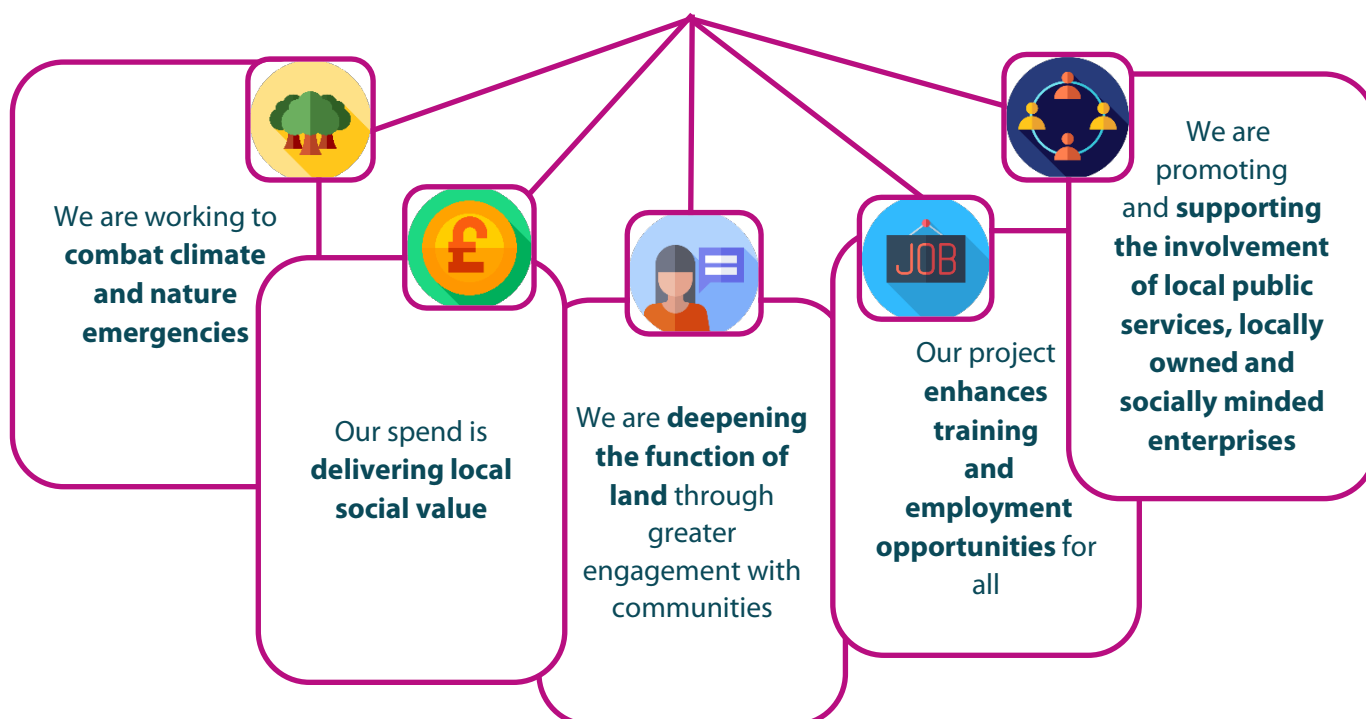 We are working to
combat climate
and nature
emergencies
£
Our spend is
delivering local
social value
We are deepening
the function of
land through
greater
engagement with
communities
JOB
Our project
enhances
training
and
employment
opportunities for
all
We are
promoting
and supporting
the involvement
of local public
services, locally
owned and
socially minded
enterprises